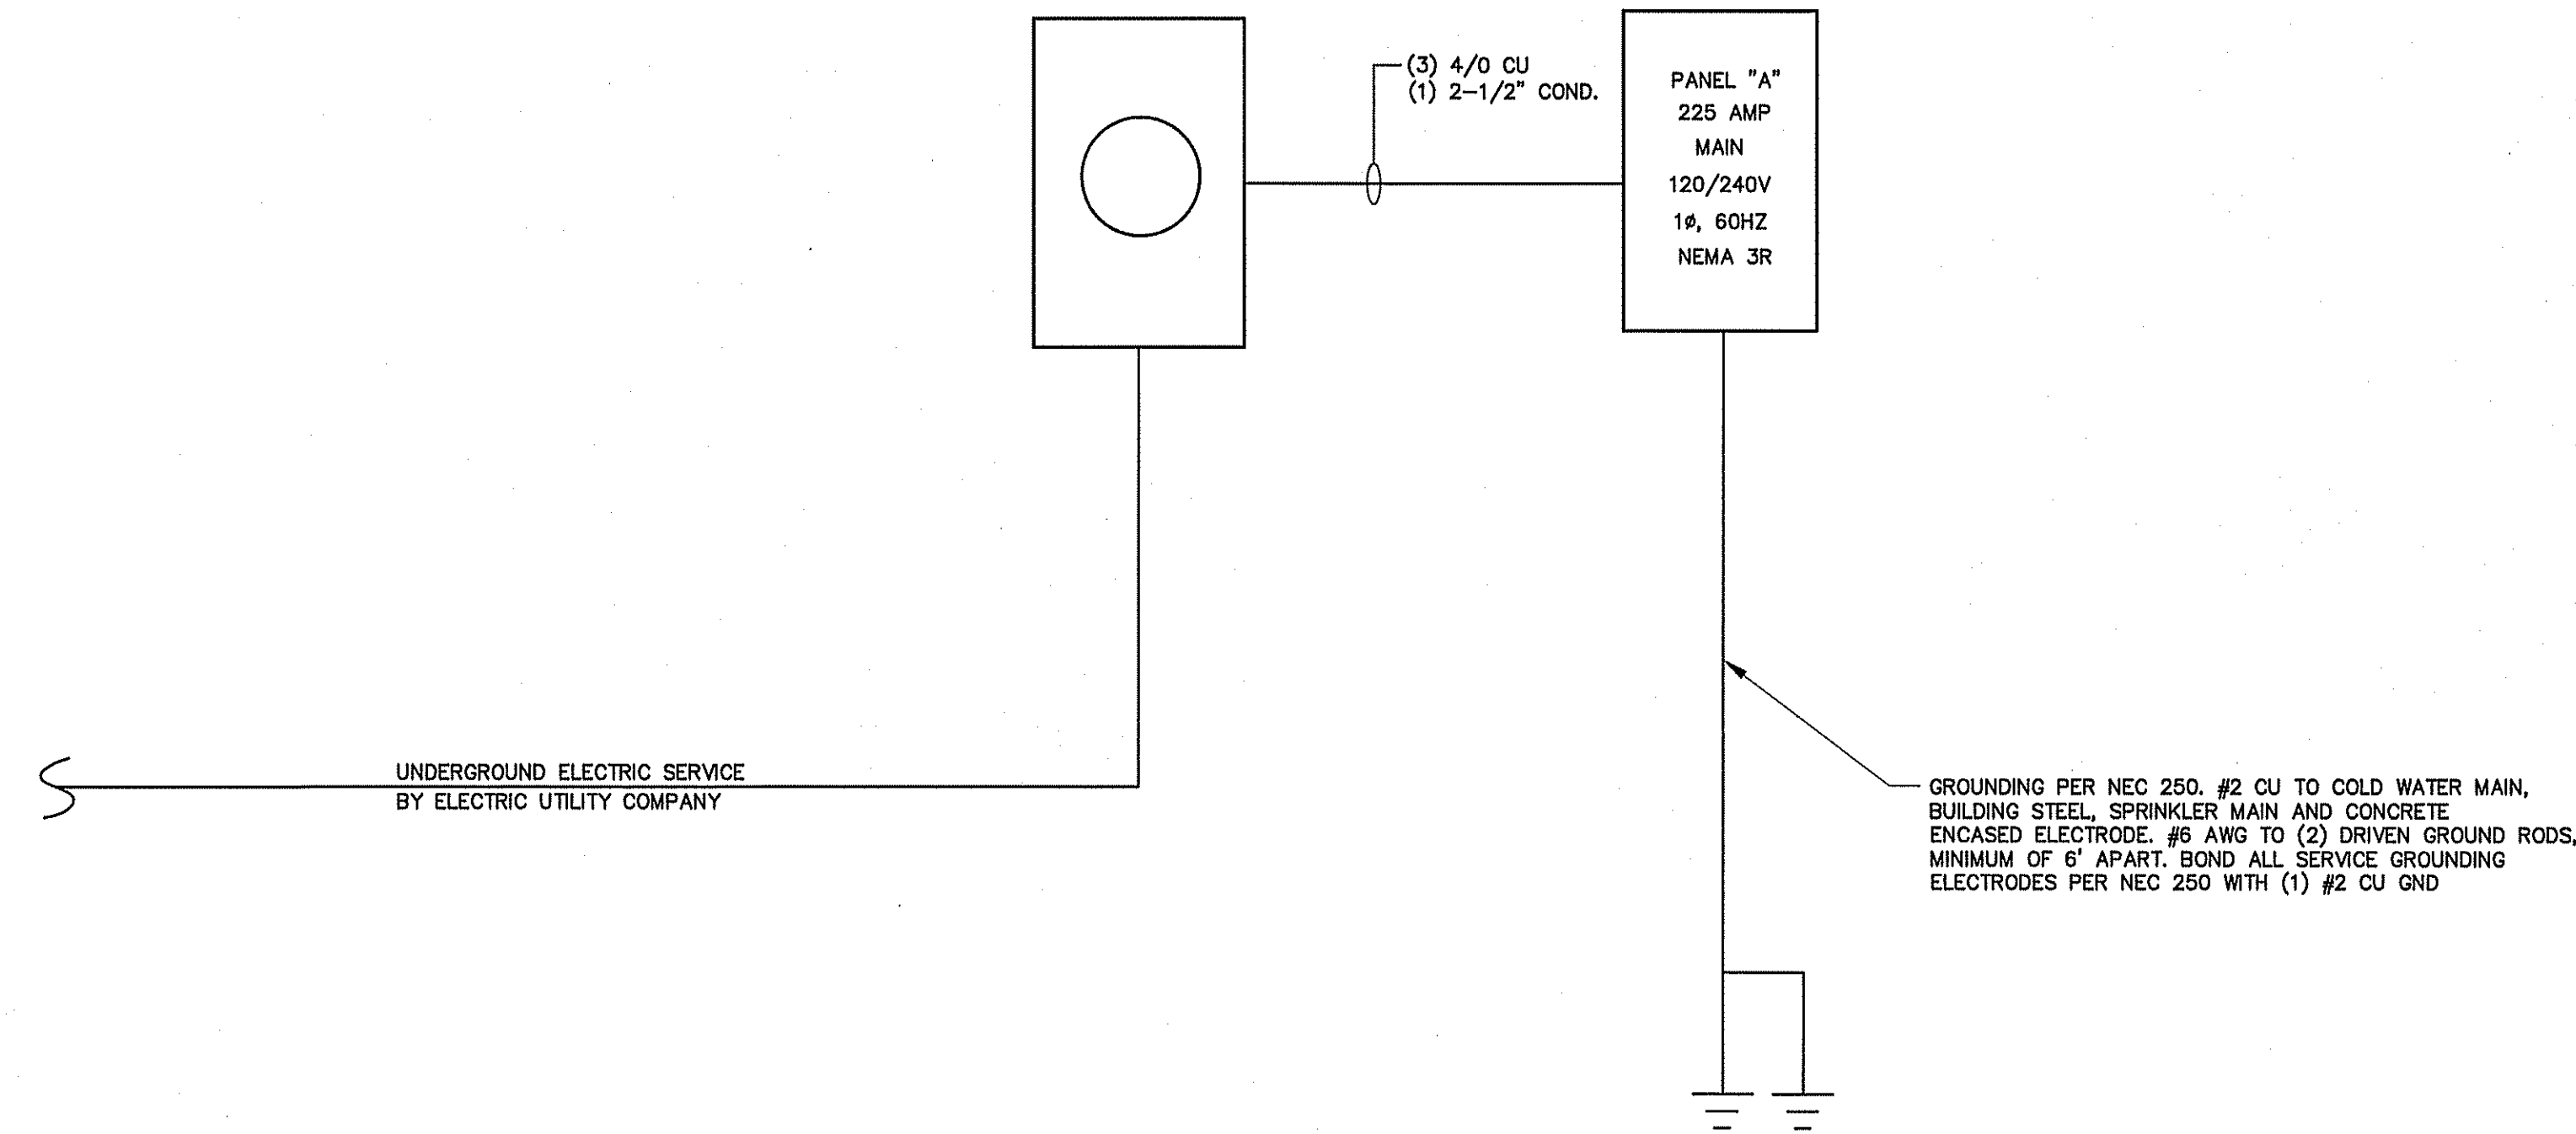 (3) 4/0 CU
(1) 2-1/2" COND.
PANEL "A"
225 AMP
MAIN
120/240V
1ø, 60HZ
NEMA 3R
UNDERGROUND ELECTRIC SERVICE
BY ELECTRIC UTILITY COMPANY
GROUNDING PER NEC 250. #2 CU TO COLD WATER MAIN,
BUILDING STEEL, SPRINKLER MAIN AND CONCRETE
ENCASED ELECTRODE. #6 AWG TO (2) DRIVEN GROUND RODS,
MINIMUM OF 6' APART. BOND ALL SERVICE GROUNDING
ELECTRODES PER NEC 250 WITH (1) #2 CU GND